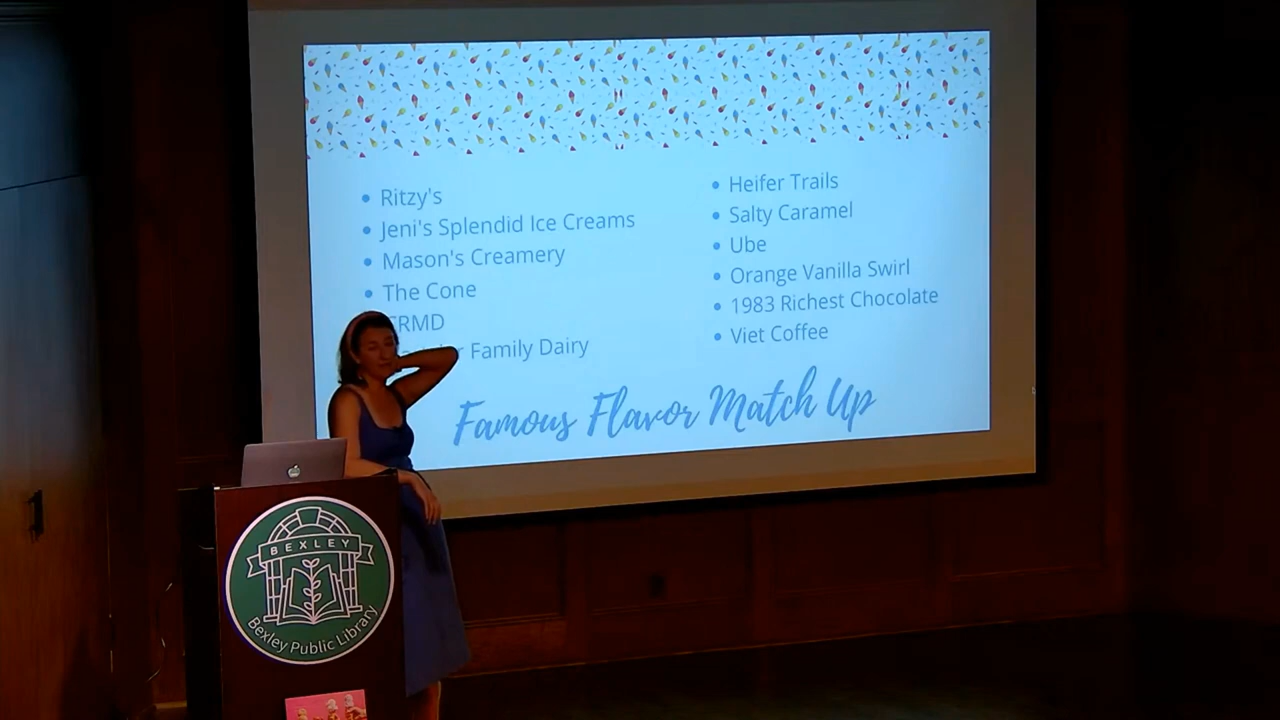 Ritzy's
Jeni's Splendid Ice Creams
Mason's Creamery
The Cone
CRMD
Family Dairy
Heifer Trails
Salty Caramel
Ube
Orange Vanilla Swirl
1983 Richest Chocolate
Viet Coffee
Famous Flavor Match Up
BEXLEY
Bexley Public Library